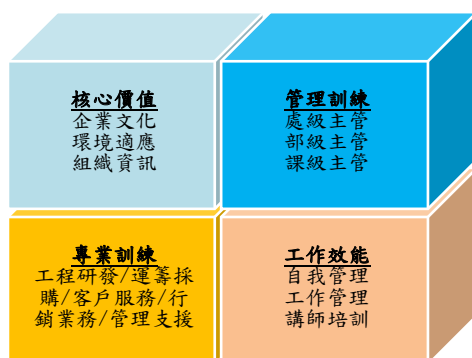 核心價值
企業文化
環境適應
組織資訊
管理訓練
處級主管
部級主管
課級主管
專業訓練
工程研發/運籌採
購/客戶服務/行
銷業務/管理支援
工作效能
自我管理
工作管理
講師培訓